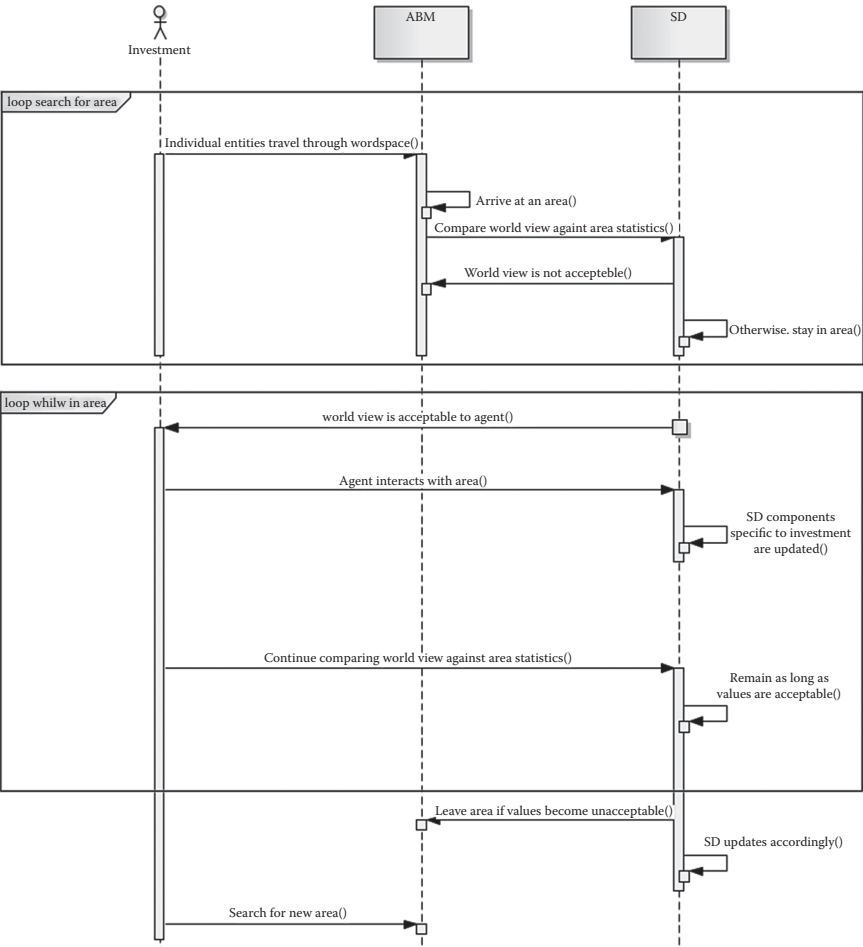 ABM
SD
Investment
loop search for area
Individual entities travel through wordspace()
Arrive at an area()
Compare world view againt area statistics()
World view is not accepteble()
Otherwise. stay in area()
loop whilw in area
world view is acceptable to agent()
Agent interacts with area()
SD components
specific to investment
are updated()
Continue comparing world view against area statistics()
Remain as long as
values are acceptable()
Leave area if values become unacceptable()
SD updates accordingly()
Search for new area()